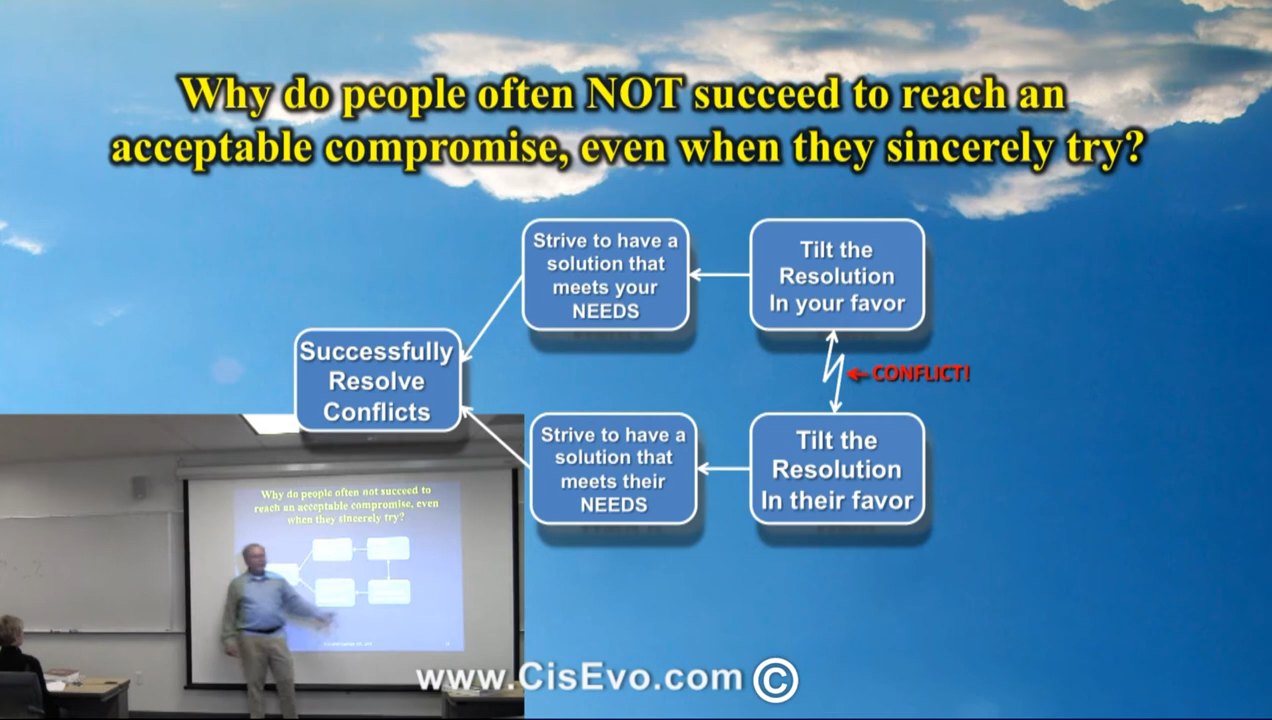 Why do people often NOT succeed to reach an
acceptable compromise, even when they sincerely try?
Strive to have a
solution that
meets your
NEEDS
Tilt the
Resolution
In your favor
Successfully
Resolve
Conflicts
CONFLICT!
Strive to have a
solution that
meets their
NEEDS
Tilt the
Resolution
In their favor
Why do people often not succeed to
reach an acceptable compromise, even
when they sincerely try?
www.CisEvo.com ©